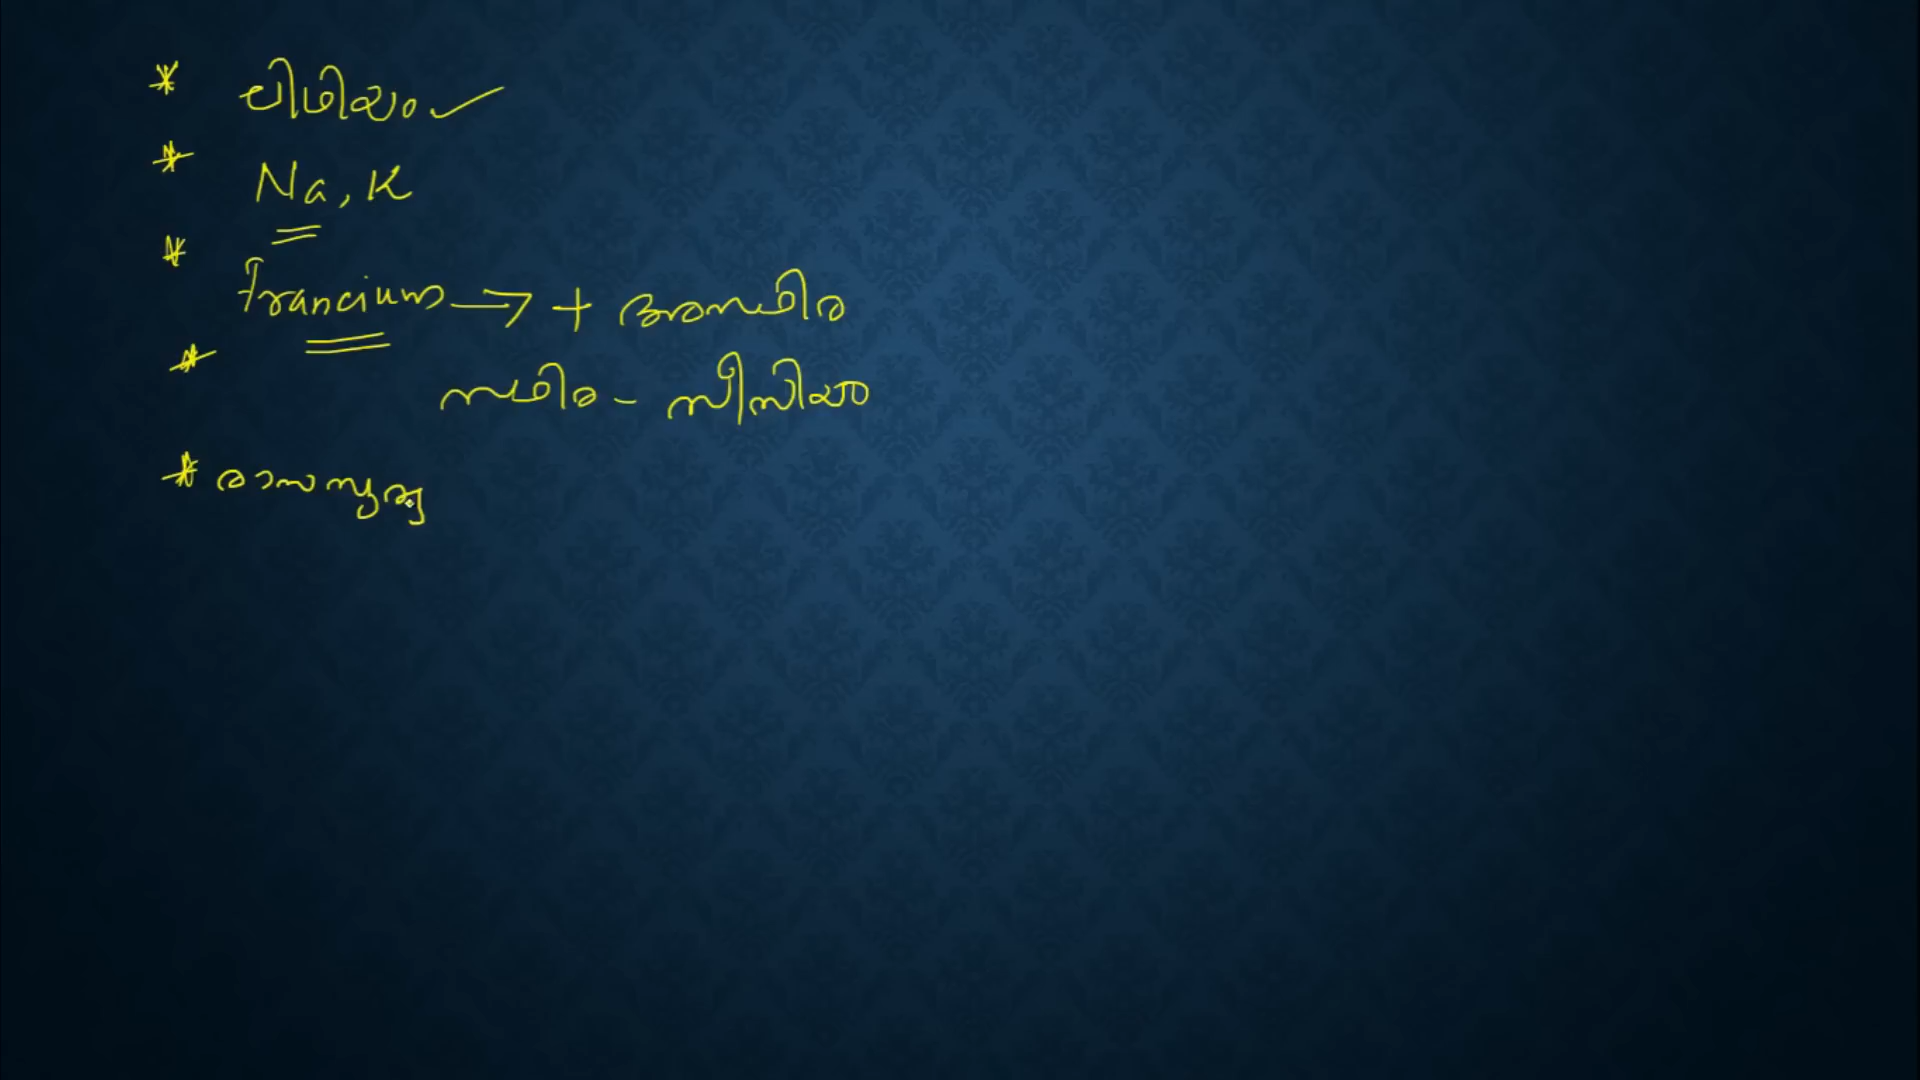 * ലിഥിയം ✓
* Na, K
* Francium → + അസ്ഥിര
* സ്ഥിര - സീസിയം
*